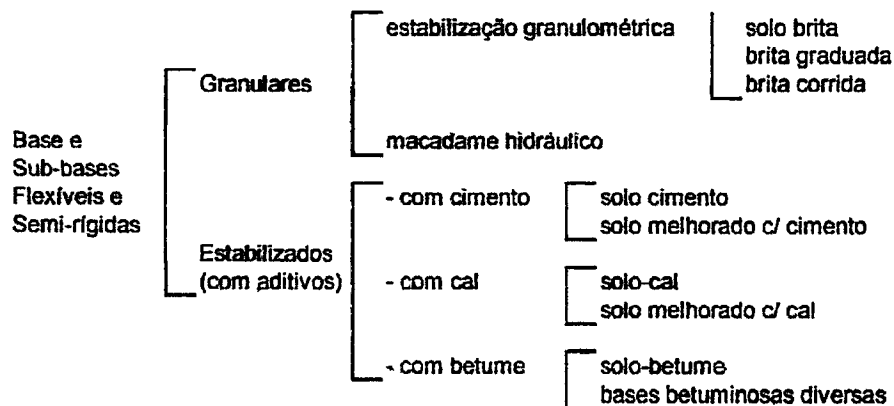 Base e
Sub-bases
Flexíveis e
Semi-rígidas
Granulares
estabilização granulométrica
solo brita
brita graduada
brita corrida
macadame hidráulico
Estabilizados
(com aditivos)
- com cimento
solo cimento
solo melhorado c/ cimento
- com cal
solo-cal
solo melhorado c/ cal
- com betume
solo-betume
bases betuminosas diversas